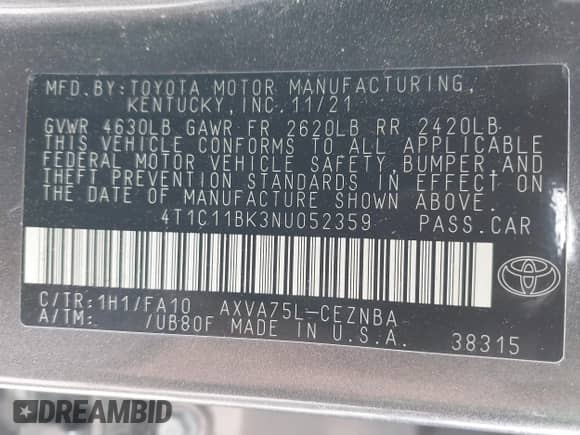 MFD.BY:TOYOTA MOTOR MANUFACTURING,
KENTUCKY,INC.11/21
GVWR 4630LB GAWR FR 2620LB RR 2420LB
THIS VEHICLE CONFORMS TO ALL APPLICABLE
FEDERAL MOTOR VEHICLE SAFETY,BUMPER,AND
THEFT PREVENTION STANDARDS IN EFFECT ON
THE DATE OF MANUFACTURE SHOWN ABOVE.
4T1C11BK3NU052359 PASS.CAR
C/TR:1H1/FA10 AXVA75L-CEZNBA
A/TM: /UB80F MADE IN U.S.A. 38315
DREAMBID